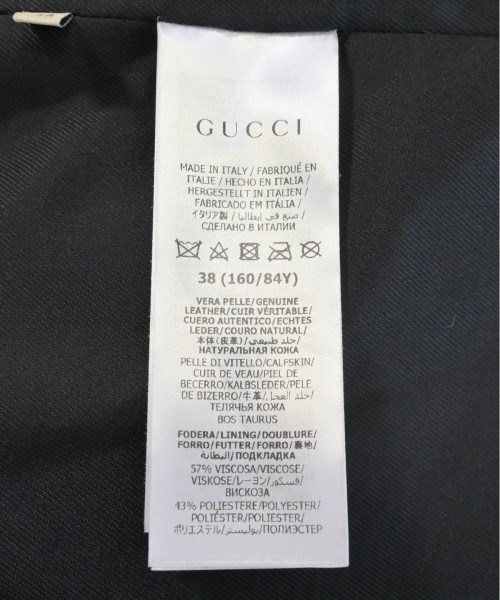 GUCCI
MADE IN ITALY / FABRIQUÉ EN
ITALIE / HECHO EN ITALIA /
HERGESTELLT IN ITALIEN /
FABRICADO EM ITÁLIA /
イタリア製 / صنع في إيطاليا /
СДЕЛАНО В ИТАЛИИ
38 (160/84Y)
VERA PELLE/GENUINE
LEATHER/CUIR VÉRITABLE/
CUERO AUTENTICO/ECHTES
LEDER/COURO NATURAL/
本体(皮革)/جلد طبيعي/
НАТУРАЛЬНАЯ КОЖА
PELLE DI VITELLO/CALFSKIN/
CUIR DE VEAU/PIEL DE
BECERRO/KALBSLEDER/PELE
DE BIZERRO/牛革/جلد العجل/
ТЕЛЯЧЬЯ КОЖА
BOS TAURUS
FODERA/LINING/DOUBLURE/
FORRO/FUTTER/FORRO/裏地/
البطانة/ПОДКЛАДКА
57% VISCOSA/VISCOSE/
VISKOSE/レーヨン/فسكوز/
ВИСКОЗА
43% POLIESTERE/POLYESTER/
POLIÉSTER/POLIÉSTER/
ポリエステル/بوليستر/ПОЛИЭСТЕР